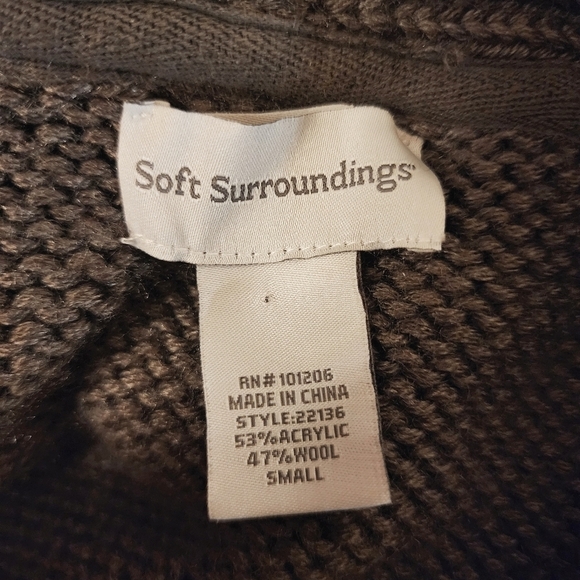 Soft Surroundings
RN# 101206
MADE IN CHINA
STYLE:22136
53%ACRYLIC
47%WOOL
SMALL